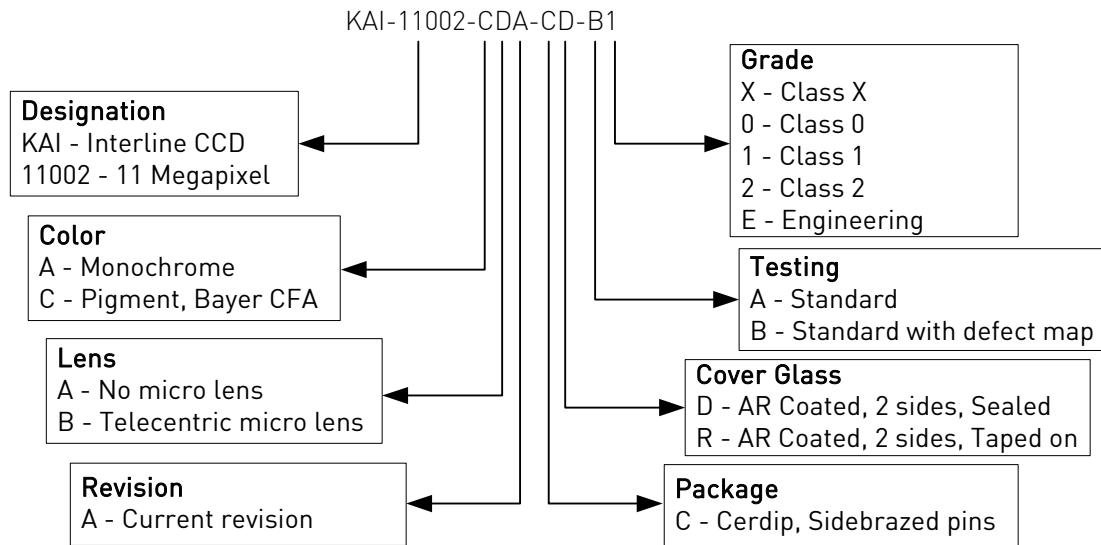 KAI-11002-CDA-CD-B1
Designation
KAI - Interline CCD
11002 - 11 Megapixel
Color
A - Monochrome
C - Pigment, Bayer CFA
Lens
A - No micro lens
B - Telecentric micro lens
Revision
A - Current revision
Grade
X - Class X
0 - Class 0
1 - Class 1
2 - Class 2
E - Engineering
Testing
A - Standard
B - Standard with defect map
Cover Glass
D - AR Coated, 2 sides, Sealed
R - AR Coated, 2 sides, Taped on
Package
C - Cerdip, Sidebrazed pins